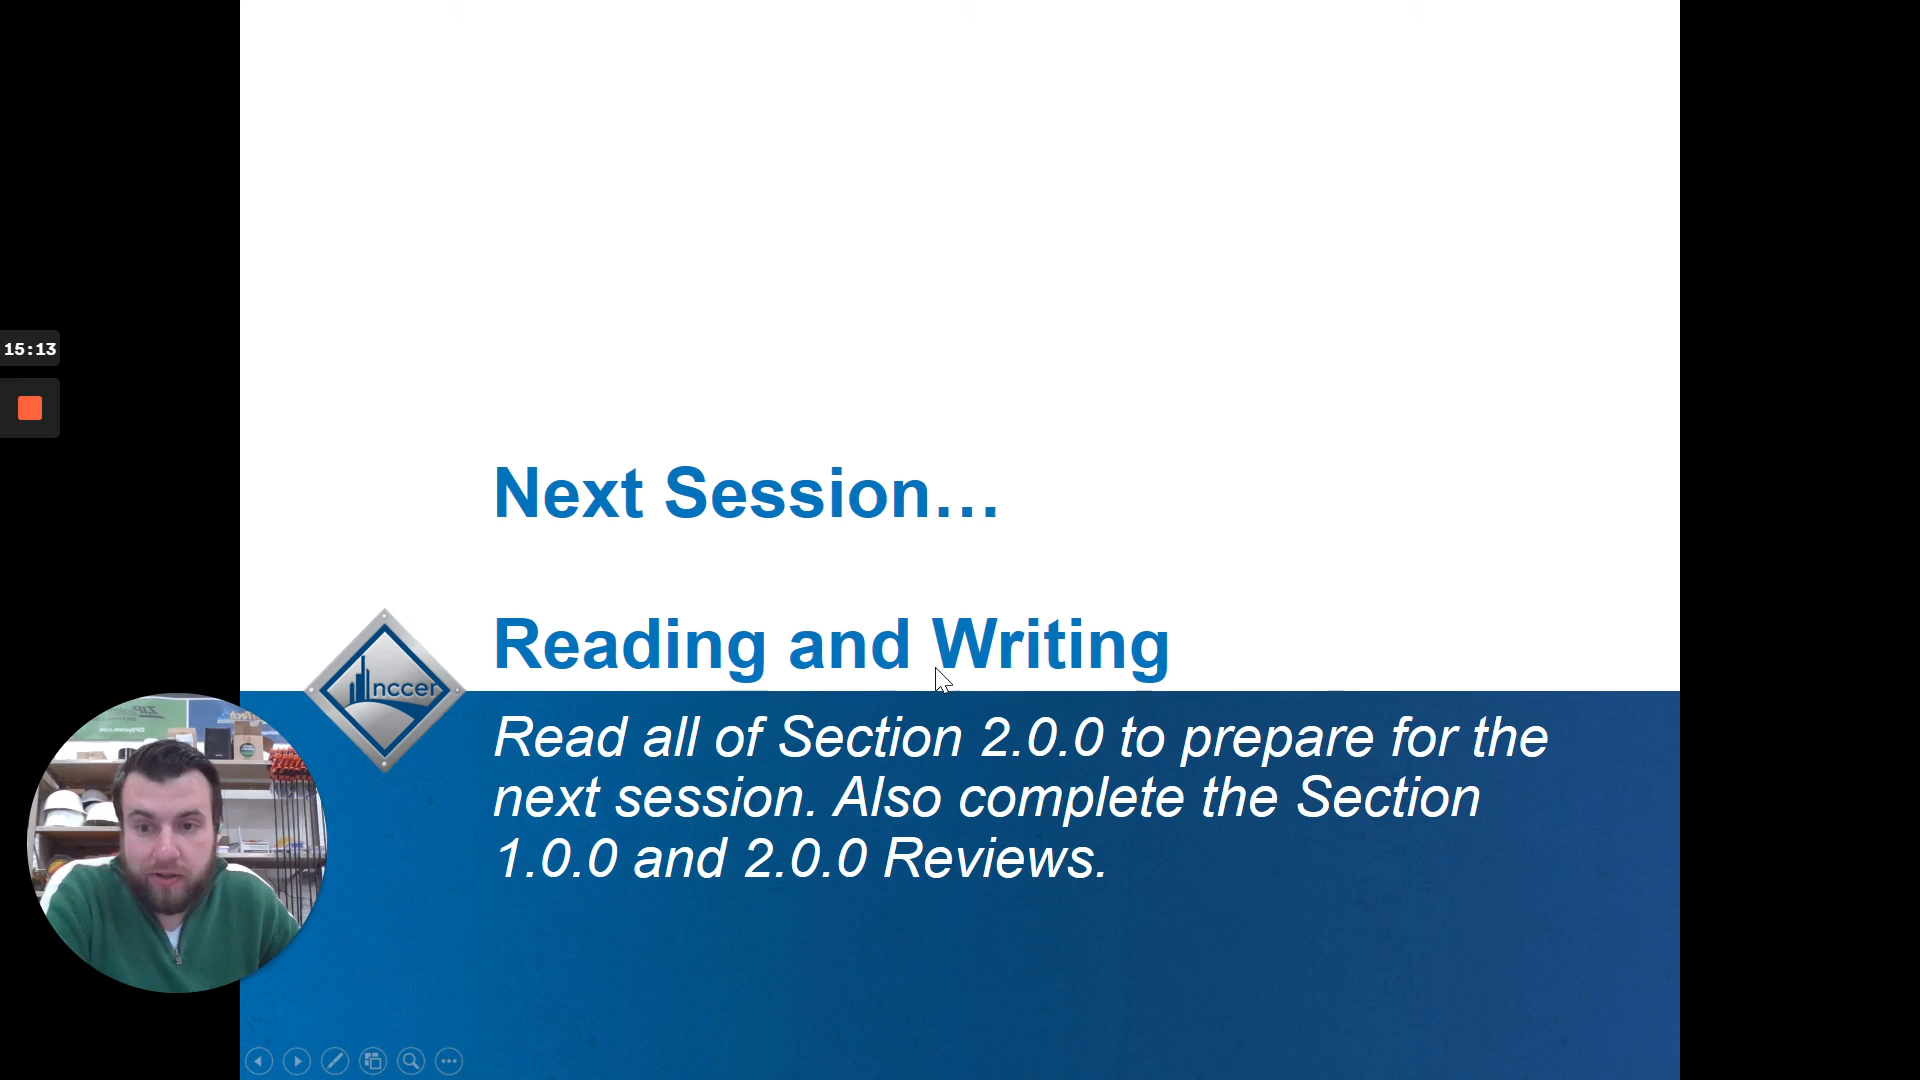 15:13
Next Session…
Reading and Writing
nccer
Read all of Section 2.0.0 to prepare for the
next session. Also complete the Section
1.0.0 and 2.0.0 Reviews.